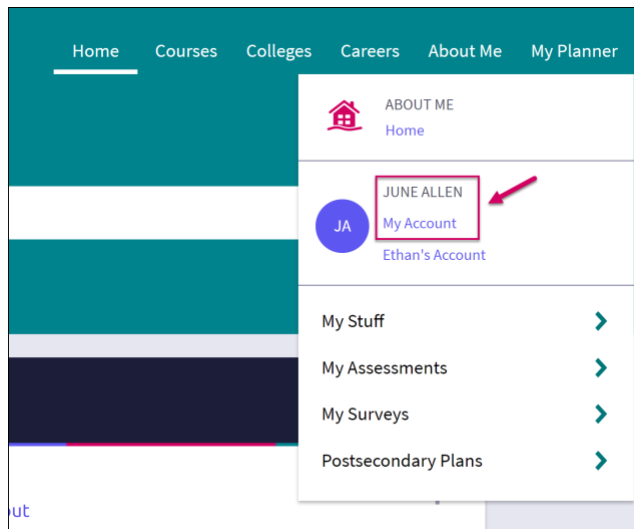 Home Courses Colleges Careers About Me My Planner
ABOUT ME
Home
JUNE ALLEN
JA
My Account
Ethan's Account
My Stuff
My Assessments
My Surveys
Postsecondary Plans